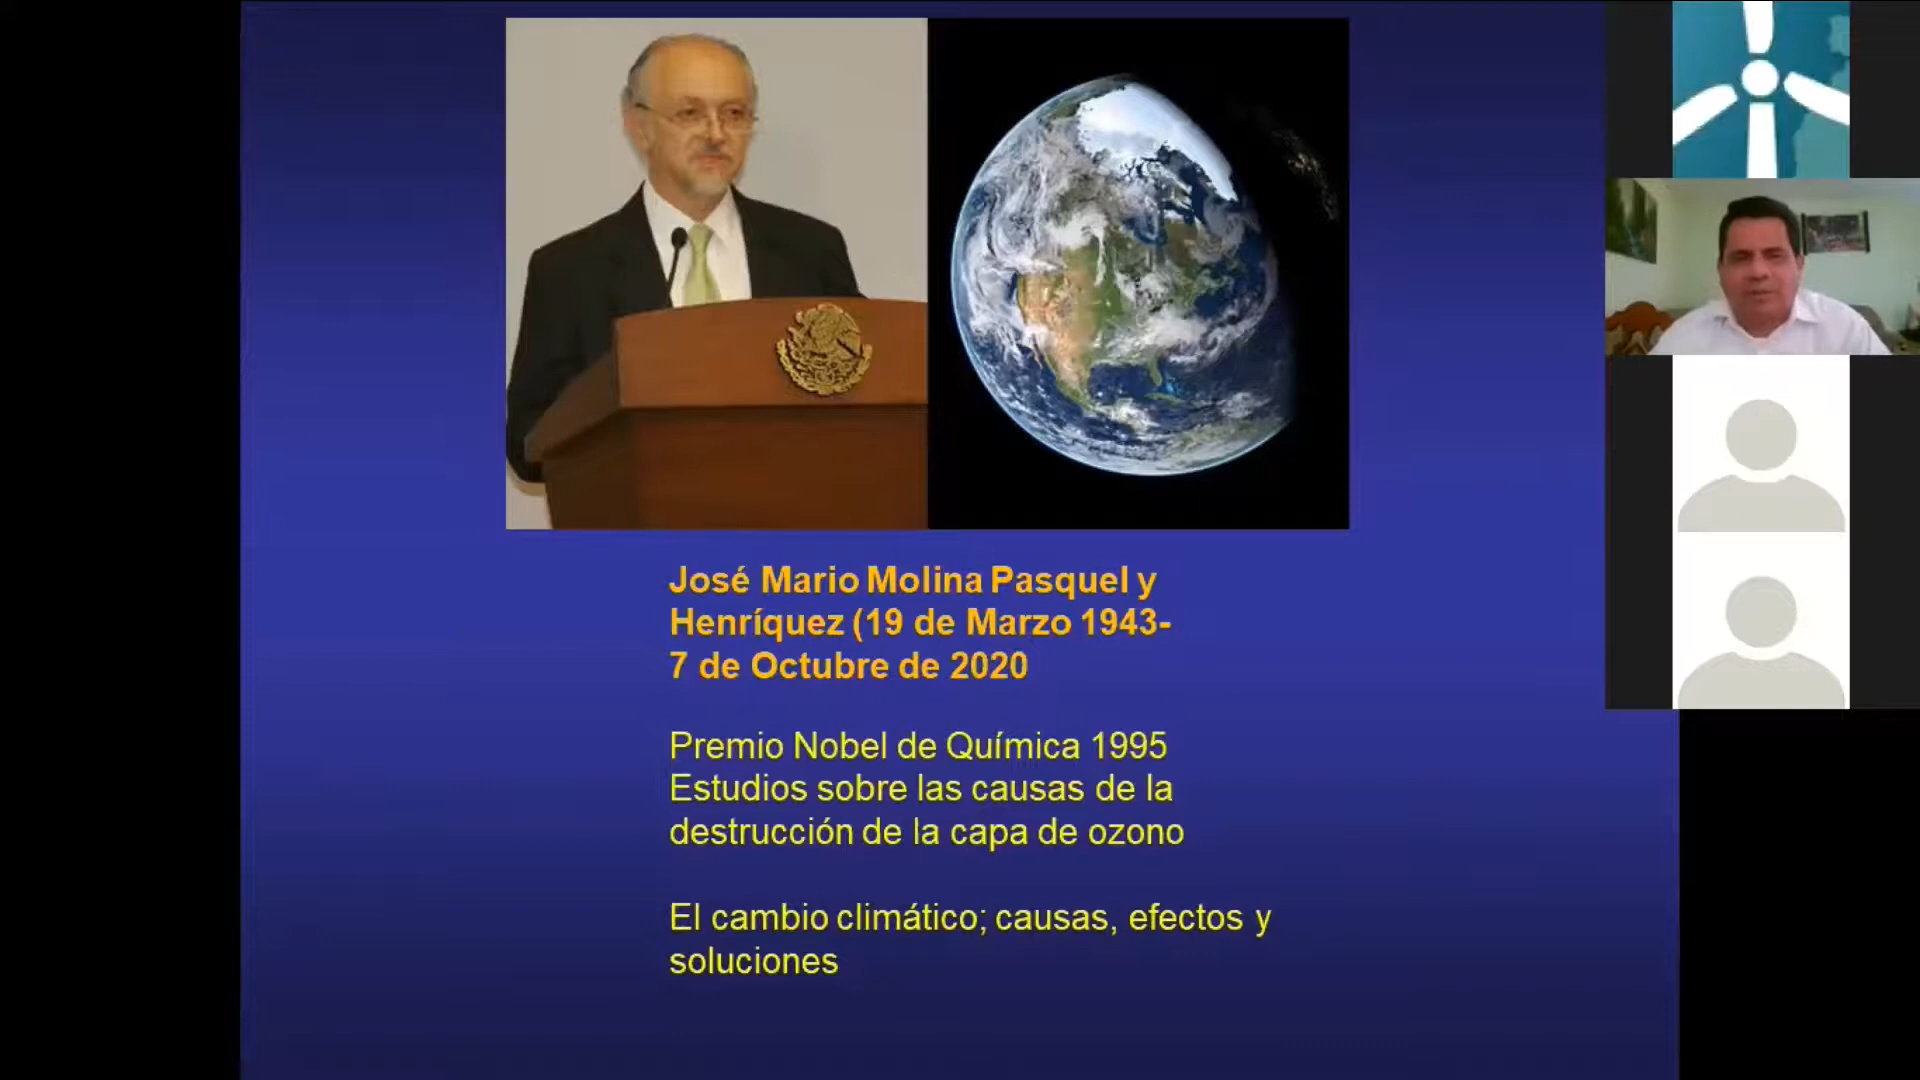 José Mario Molina Pasquel y
Henríquez (19 de Marzo 1943-
7 de Octubre de 2020
Premio Nobel de Química 1995
Estudios sobre las causas de la
destrucción de la capa de ozono
El cambio climático; causas, efectos y
soluciones